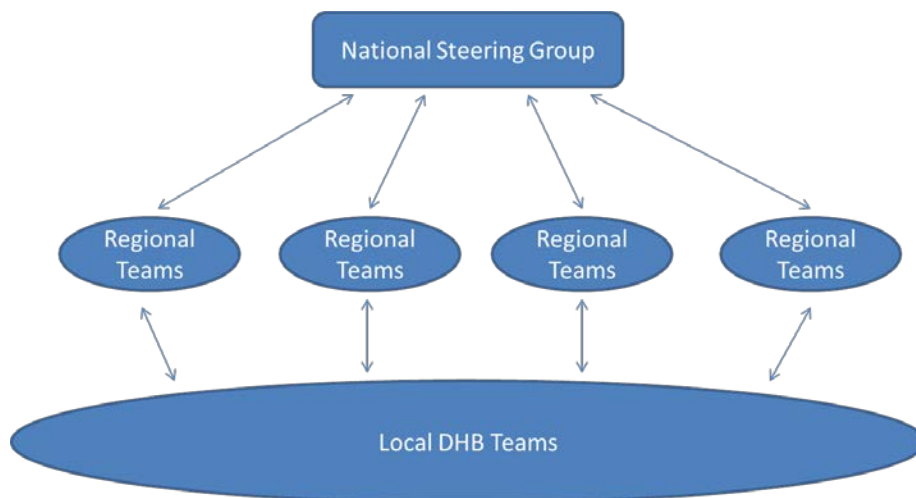 National Steering Group
Regional
Teams
Regional
Teams
Regional
Teams
Regional
Teams
Local DHB Teams